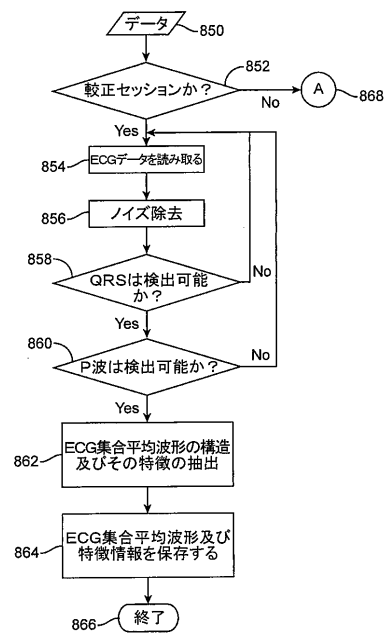 データ
850
852
較正セッションか?
No
A
868
Yes
854
ECGデータを読み取る
856
ノイズ除去
858
QRSは検出可能
か?
No
Yes
860
P波は検出可能か?
No
Yes
862
ECG集合平均波形の構造
及びその特徴の抽出
864
ECG集合平均波形及び
特徴情報を保存する
866
終了